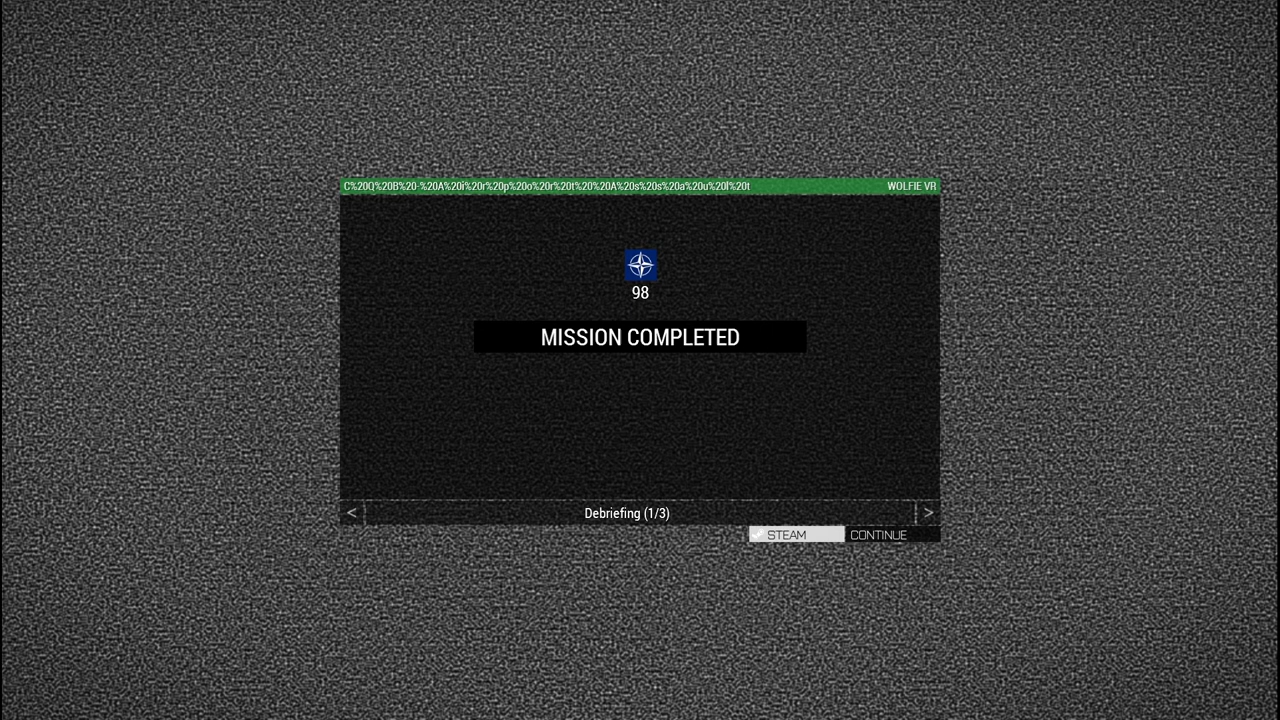 C%20Q%20B%20-%20A%20i%20r%20p%20o%20r%20t%20%20A%20s%20s%20a%20u%20l%20t WOLFIE VR
98
MISSION COMPLETED
< Debriefing (1/3) >
STEAM CONTINUE